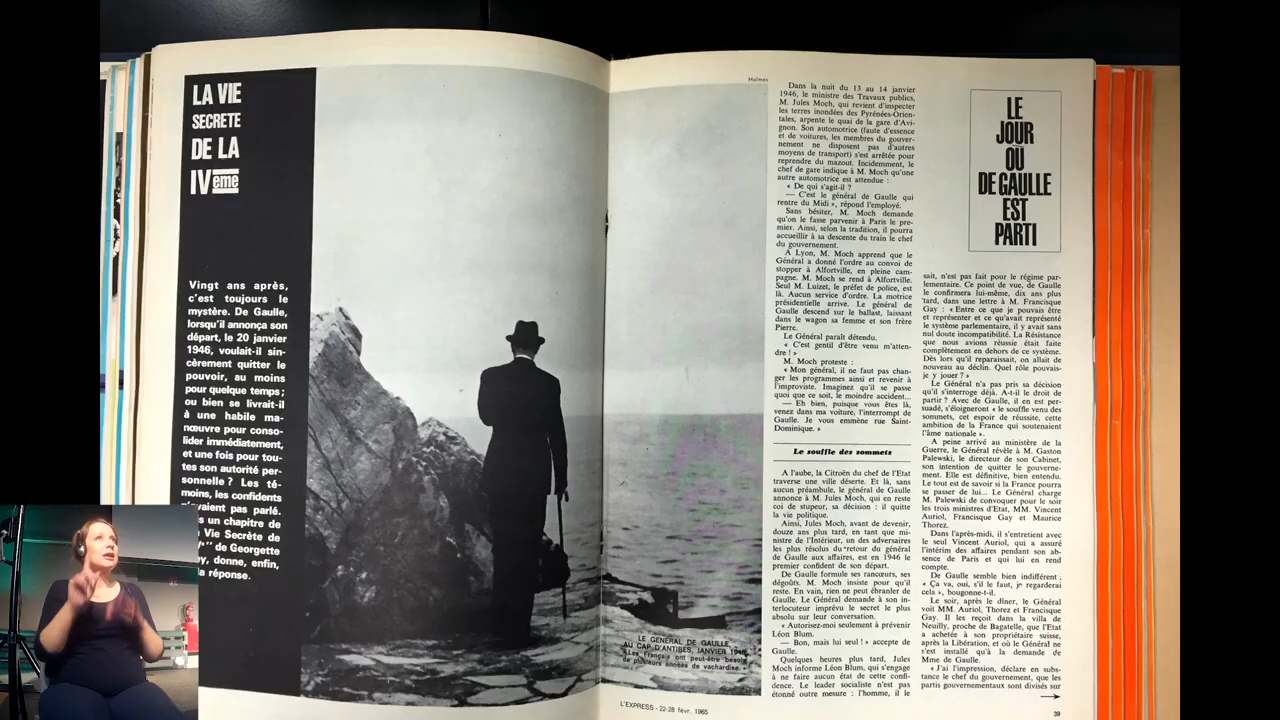 LA VIE
SECRETE
DE LA
IVeme
Vingt ans après,
c'est toujours le
mystère. De Gaulle,
lorsqu'il annonça son
départ, le 20 janvier
1946, voulait-il sin-
cèrement quitter le
pouvoir, au moins
pour quelque temps ;
ou bien se livrait-il
à une habile ma-
nœuvre pour conso-
lider immédiatement,
et une fois pour tou-
tes son autorité per-
sonnelle ? Les té-
moins, les confidents
n'avaient pas parlé.
un chapitre de
Vie Secrète de
de Georgette
donne, enfin,
la réponse.
LE GENERAL DE GAULLE,
AU CAP D'ANTIBES, JANVIER 1946.
« Les Français ont peut-être besoin
de plusieurs années de vachardise. »
L'EXPRESS - 22-28 févr. 1965
Holmes
Dans la nuit du 13 au 14 janvier
1946, le ministre des Travaux publics,
M. Jules Moch, qui revient d'inspecter
les terres inondées des Pyrénées-Orien-
tales, arpente le quai de la gare d'Avi-
gnon. Son automotrice (faute d'essence
et de voitures, les membres du gouver-
nement ne disposent pas d'autres
moyens de transport) s'est arrêtée pour
reprendre du mazout. Incidemment, le
chef de gare indique à M. Moch qu'une
autre automotrice est attendue :
« De qui s'agit-il ?
— C'est le général de Gaulle qui
rentre du Midi », répond l'employé.
Sans hésiter, M. Moch demande
qu'on le fasse parvenir à Paris le pre-
mier. Ainsi, selon la tradition, il pourra
accueillir à sa descente du train le chef
du gouvernement.
A Lyon, M. Moch apprend que le
Général a donné l'ordre au convoi de
stopper à Alfortville, en pleine cam-
pagne. M. Moch se rend à Alfortville.
Seul M. Luizet, le préfet de police, est
là. Aucun service d'ordre. La motrice
présidentielle arrive. Le général de
Gaulle descend sur le ballast, laissant
dans le wagon sa femme et son frère
Pierre.
Le Général paraît détendu.
« C'est gentil d'être venu m'atten-
dre ! »
M. Moch proteste :
« Mon général, il ne faut pas chan-
ger les programmes ainsi et revenir à
l'improviste. Imaginez qu'il se passe
quoi que ce soit, le moindre accident...
— Eh bien, puisque vous êtes là,
venez dans ma voiture, l'interrompt de
Gaulle. Je vous emmène rue Saint-
Dominique. »
Le souffle des sommets
A l'aube, la Citroën du chef de l'Etat
traverse une ville déserte. Et là, sans
aucun préambule, le général de Gaulle
annonce à M. Jules Moch, qui en reste
coi de stupeur, sa décision : il quitte
la vie politique.
Ainsi, Jules Moch, avant de devenir,
douze ans plus tard, en tant que mi-
nistre de l'Intérieur, un des adversaires
les plus résolus du retour du général
de Gaulle aux affaires, est en 1946 le
premier confident de son départ.
De Gaulle formule ses rancœurs, ses
dégoûts. M. Moch insiste pour qu'il
reste. En vain, rien ne peut ébranler de
Gaulle. Le Général demande à son in-
terlocuteur imprévu le secret le plus
absolu sur leur conversation.
« Autorisez-moi seulement à prévenir
Léon Blum.
— Bon, mais lui seul ! » accepte de
Gaulle.
Quelques heures plus tard, Jules
Moch informe Léon Blum, qui s'engage
à ne faire aucun état de cette confi-
dence. Le leader socialiste n'est pas
étonné outre mesure : l'homme, il le
LE
JOUR
OÙ
DE GAULLE
EST
PARTI
sait, n'est pas fait pour le régime par-
lementaire. Ce point de vue, de Gaulle
le confirmera lui-même, dix ans plus
tard, dans une lettre à M. Francisque
Gay : « Entre ce que je pouvais être
et représenter et ce qu'avait représenté
le système parlementaire, il y avait sans
nul doute incompatibilité. La Résistance
que nous avions réussie était faite
complètement en dehors de ce système.
Dès lors qu'il reparaissait, on allait de
nouveau au déclin. Quel rôle pouvais-
je y jouer ? »
Le Général n'a pas pris sa décision
qu'il s'interroge déjà. A-t-il le droit de
partir ? Avec de Gaulle, il en est per-
suadé, s'éloigneront « le souffle venu des
sommets, cet espoir de réussite, cette
ambition de la France qui soutenaient
l'âme nationale ».
A peine arrivé au ministère de la
Guerre, le Général révèle à M. Gaston
Palewski, le directeur de son Cabinet,
son intention de quitter le gouverne-
ment. Elle est définitive, bien entendu.
Le tout est de savoir si la France pourra
se passer de lui... Le Général charge
M. Palewski de convoquer pour le soir
les trois ministres d'Etat, MM. Vincent
Auriol, Francisque Gay et Maurice
Thorez.
Dans l'après-midi, il s'entretient avec
le seul Vincent Auriol, qui a assuré
l'intérim des affaires pendant son ab-
sence de Paris et qui lui en rend
compte.
De Gaulle semble bien indifférent :
« Ça va, oui, s'il le faut, je regarderai
cela », bougonne-t-il.
Le soir, après le dîner, le Général
voit MM. Auriol, Thorez et Francisque
Gay. Il les reçoit dans la villa de
Neuilly, proche de Bagatelle, que l'Etat
a achetée à son propriétaire suisse,
après la Libération, et où le Général ne
s'est installé qu'à la demande de
Mme de Gaulle.
« J'ai l'impression, déclare en subs-
tance le chef du gouvernement, que les
partis gouvernementaux sont divisés sur
39